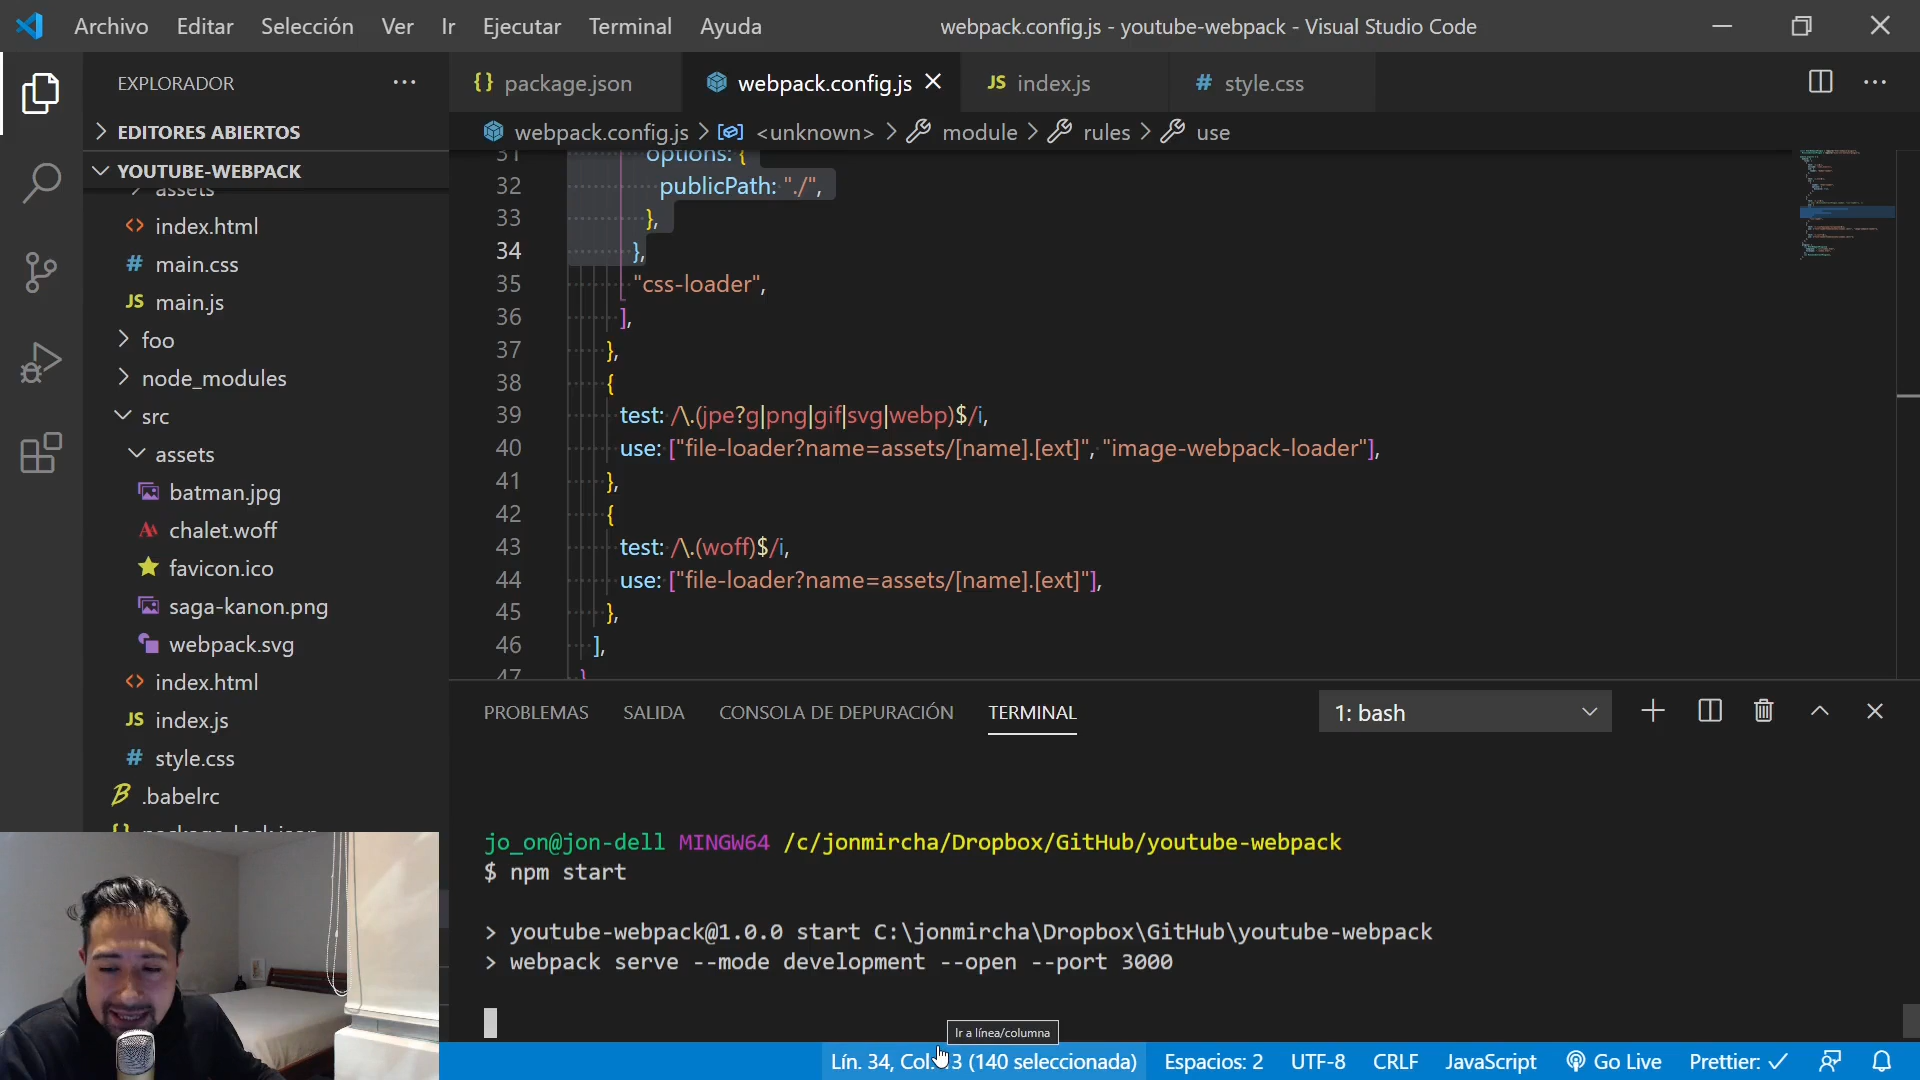 Archivo Editar Selección Ver Ir Ejecutar Terminal Ayuda webpack.config.js - youtube-webpack - Visual Studio Code
EXPLORADOR
EDITORES ABIERTOS
YOUTUBE-WEBPACK
assets
index.html
main.css
main.js
foo
node_modules
src
assets
batman.jpg
chalet.woff
favicon.ico
saga-kanon.png
webpack.svg
index.html
index.js
style.css
.babelrc
{} package.json webpack.config.js JS index.js # style.css
webpack.config.js > <unknown> > module > rules > use
31 options: {
32 publicPath: "./",
33 },
34 },
35 "css-loader",
36 ],
37 },
38 {
39 test: /\.(jpe?g|png|gif|svg|webp)$/i,
40 use: ["file-loader?name=assets/[name].[ext]", "image-webpack-loader"],
41 },
42 {
43 test: /\.(woff)$/i,
44 use: ["file-loader?name=assets/[name].[ext]"],
45 },
46 ],
47 }
PROBLEMAS SALIDA CONSOLA DE DEPURACIÓN TERMINAL 1: bash
jo_on@jon-dell MINGW64 /c/jonmircha/Dropbox/GitHub/youtube-webpack
$ npm start
> youtube-webpack@1.0.0 start C:\jonmircha\Dropbox\GitHub\youtube-webpack
> webpack serve --mode development --open --port 3000
Ir a línea/columna
Lín. 34, Col. 13 (140 seleccionada) Espacios: 2 UTF-8 CRLF JavaScript Go Live Prettier: ✓